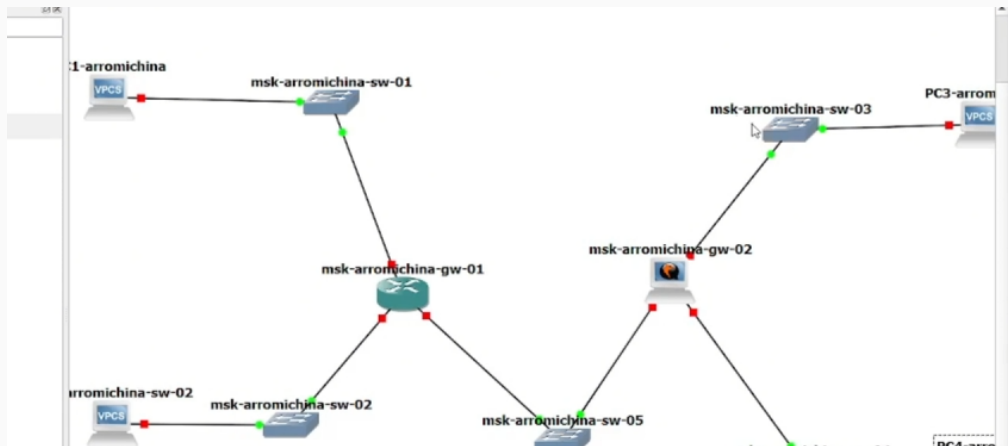 :1-arromichina
VPCS
msk-arromichina-sw-01
msk-arromichina-sw-03
PC3-arrom
VPCS
msk-arromichina-gw-01
msk-arromichina-gw-02
arromichina-sw-02
VPCS
msk-arromichina-sw-02
msk-arromichina-sw-05